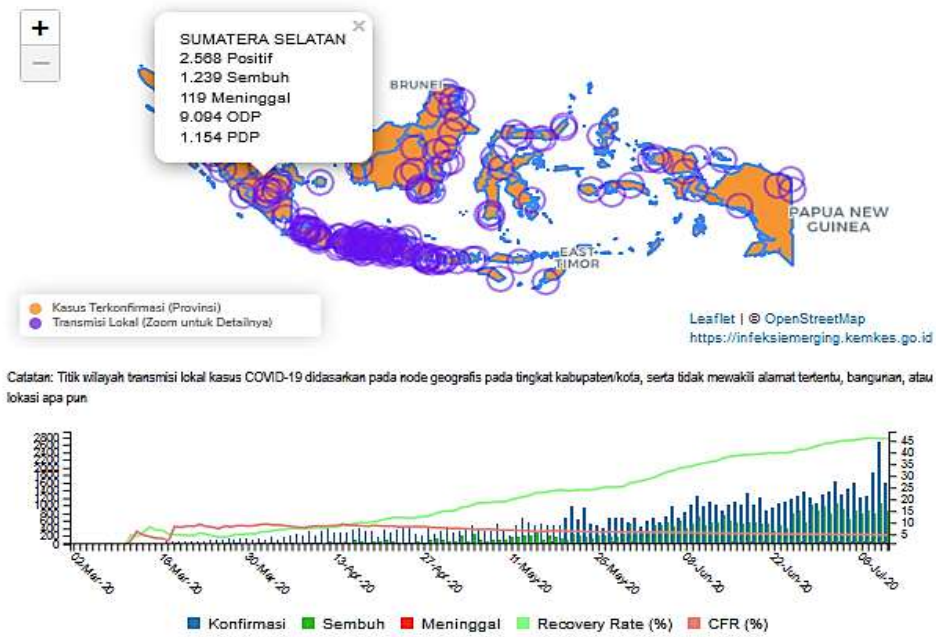 +
−
×
SUMATERA SELATAN
2.568 Positif
1.239 Sembuh
119 Meninggal
9.094 ODP
1.154 PDP
BRUNEI
PAPUA NEW
GUINEA
EAST
TIMOR
Kasus Terkonfirmasi (Provinsi)
Transmisi Lokal (Zoom untuk Detailnya)
Leaflet | © OpenStreetMap
https://infeksiemerging.kemkes.go.id
Catatan: Titik wilayah transmisi lokal kasus COVID-19 didasarkan pada node geografis pada tingkat kabupaten/kota, serta tidak mewakili alamat tertentu, bangunan, atau
lokasi apa pun
45
40
35
30
25
20
15
10
5
200
0
02-Mar-20
16-Mar-20
30-Mar-20
13-Apr-20
27-Apr-20
11-May-20
25-May-20
08-Jun-20
22-Jun-20
Konfirmasi
Sembuh
Meninggal
Recovery Rate (%)
CFR (%)